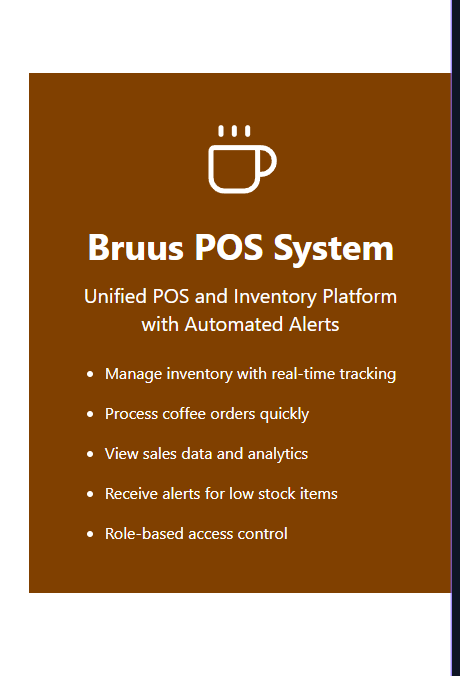 Bruus POS System
Unified POS and Inventory Platform
with Automated Alerts
• Manage inventory with real-time tracking
• Process coffee orders quickly
• View sales data and analytics
• Receive alerts for low stock items
• Role-based access control